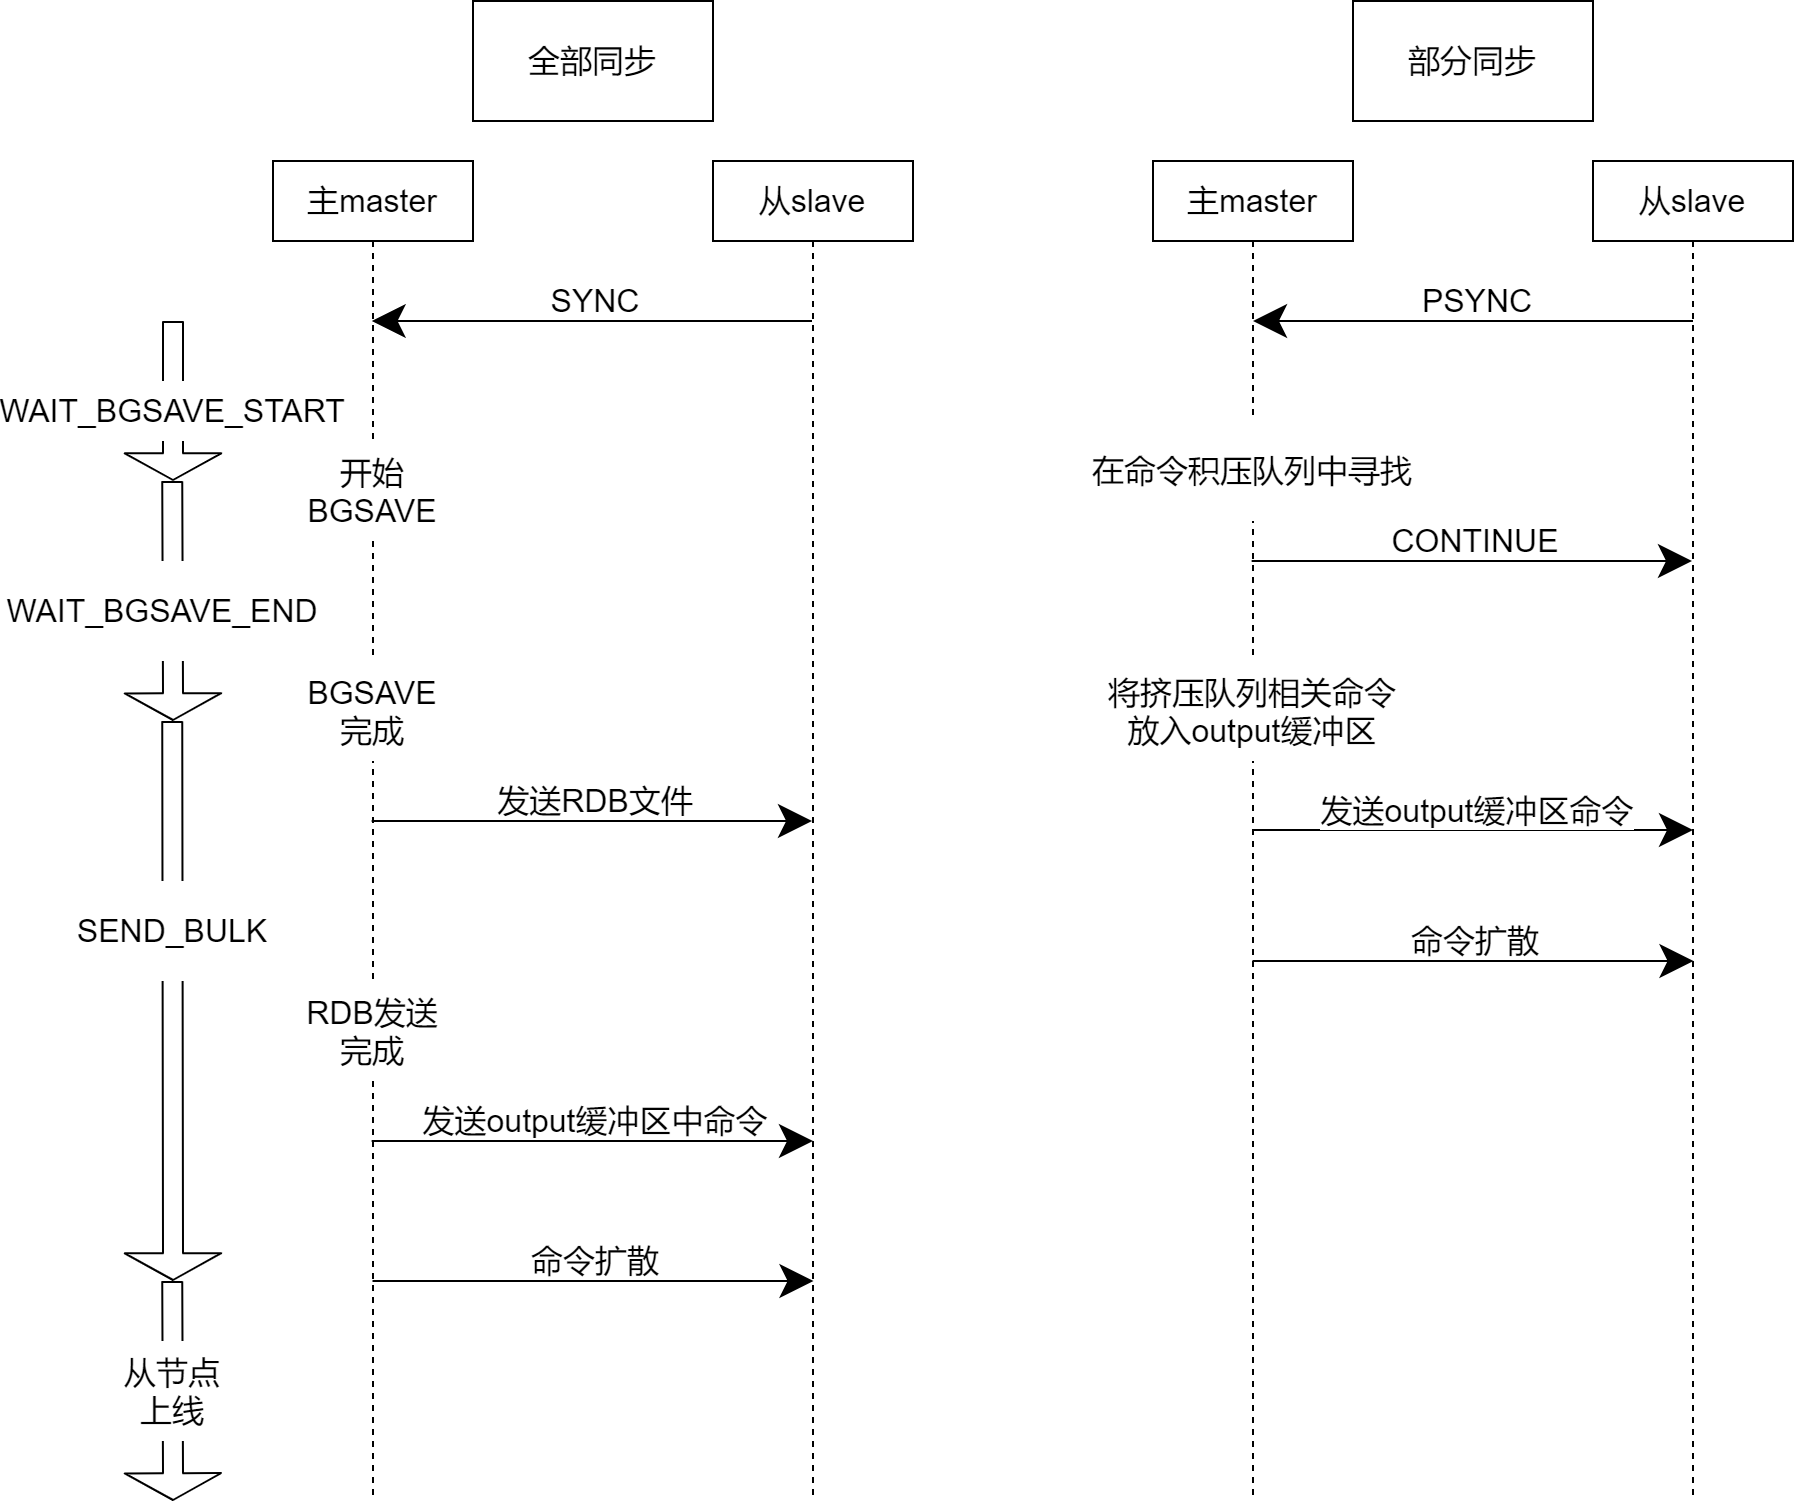 全部同步
主master
从slave
SYNC
WAIT_BGSAVE_START
开始
BGSAVE
WAIT_BGSAVE_END
BGSAVE
完成
发送RDB文件
SEND_BULK
RDB发送
完成
发送output缓冲区中命令
命令扩散
从节点
上线
部分同步
主master
从slave
PSYNC
在命令积压队列中寻找
CONTINUE
将挤压队列相关命令
放入output缓冲区
发送output缓冲区命令
命令扩散